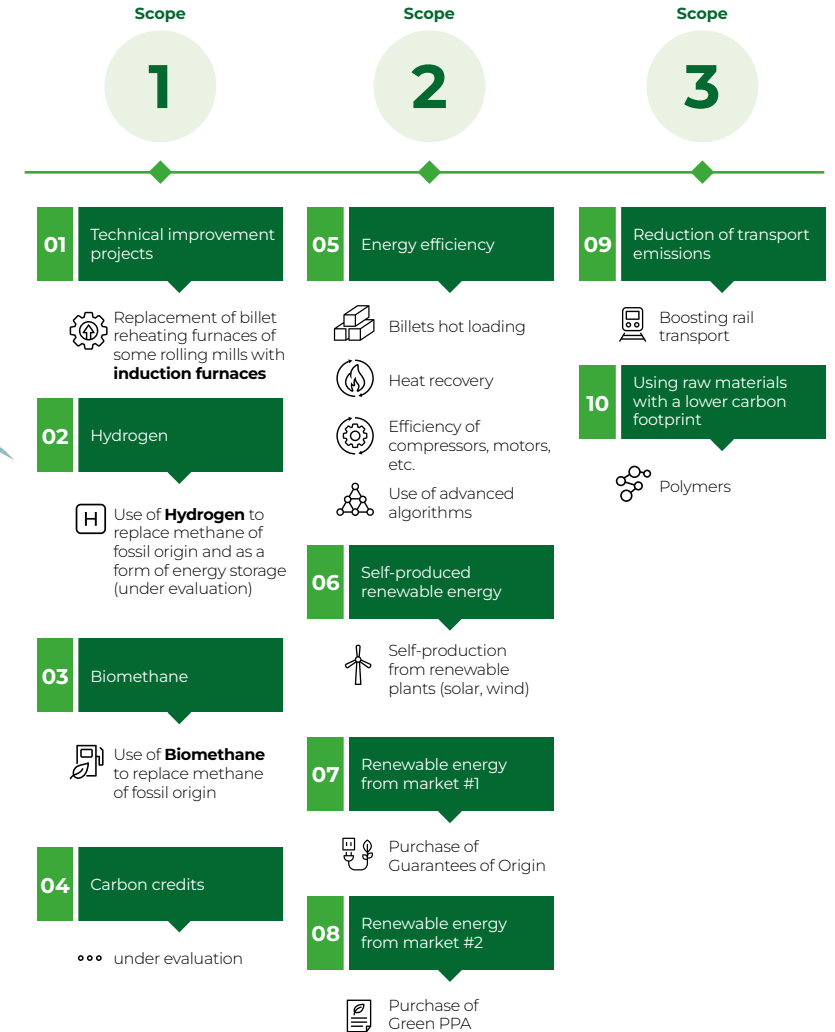 Scope
1
01
Technical improvement
projects
Replacement of billet
reheating furnaces of
some rolling mills with
induction furnaces
02
Hydrogen
H
Use of Hydrogen to
replace methane of
fossil origin and as a
form of energy storage
(under evaluation)
03
Biomethane
Use of Biomethane
to replace methane
of fossil origin
04
Carbon credits
under evaluation
Scope
2
05
Energy efficiency
Billets hot loading
Heat recovery
Efficiency of
compressors, motors,
etc.
Use of advanced
algorithms
06
Self-produced
renewable energy
Self-production
from renewable
plants (solar, wind)
07
Renewable energy
from market #1
Purchase of
Guarantees of Origin
08
Renewable energy
from market #2
Purchase of
Green PPA
Scope
3
09
Reduction of transport
emissions
Boosting rail
transport
10
Using raw materials
with a lower carbon
footprint
Polymers